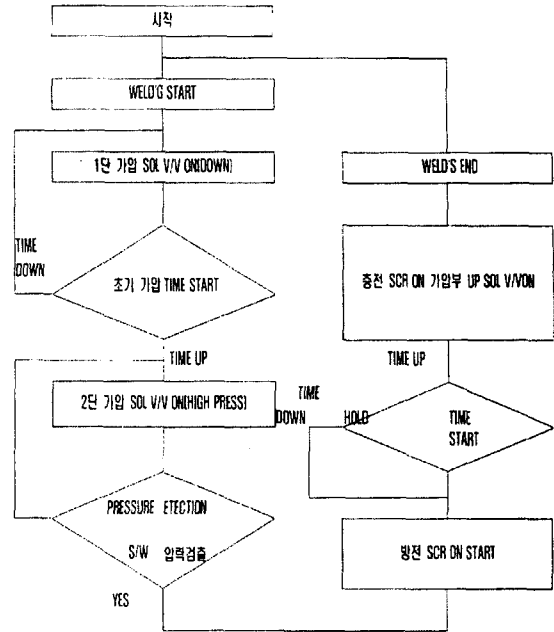 시작
WELD'G START
1단 가압 SOL V/V ON(DOWN)
TIME
DOWN
초기 가압 TIME START
TIME UP
2단 가압 SOL V/V ON(HIGH PRESS)
PRESSURE ETECTION
S/W 압력검출
YES
WELD'S END
충전 SCR ON 가압부 UP SOL V/VON
TIME UP
TIME
DOWN HOLD
TIME
START
방전 SCR ON START